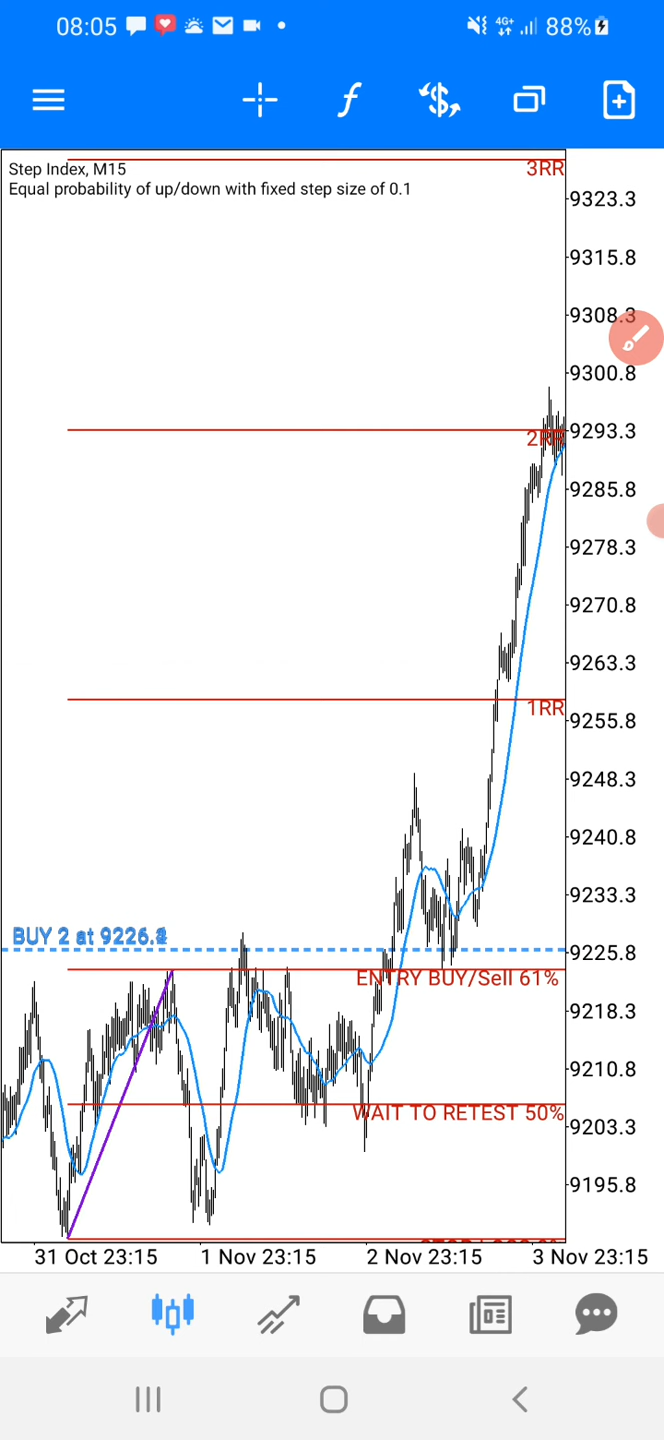 08:05
4G+
88%
f
$
Step Index, M15
Equal probability of up/down with fixed step size of 0.1
3RR
9323.3
9315.8
9308.3
9300.8
2RR
9293.3
9285.8
9278.3
9270.8
9263.3
1RR
9255.8
9248.3
9240.8
9233.3
BUY 2 at
9225.8
ENTRY BUY/Sell 61%
9218.3
9210.8
WAIT TO RETEST 50%
9203.3
9195.8
31 Oct 23:15 1 Nov 23:15 2 Nov 23:15 3 Nov 23:15